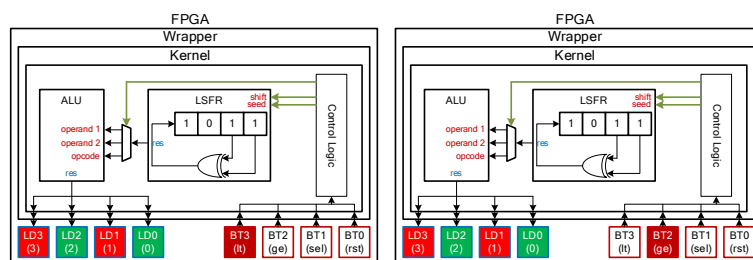 FPGA
Wrapper
Kernel
ALU
operand 1
operand 2
opcode
res
LSFR
shift
seed
1 0 1 1
res
Control Logic
LD3
(3)
LD2
(2)
LD1
(1)
LD0
(0)
BT3
(lt)
BT2
(ge)
BT1
(sel)
BT0
(rst)
FPGA
Wrapper
Kernel
ALU
operand 1
operand 2
opcode
res
LSFR
shift
seed
1 0 1 1
res
Control Logic
LD3
(3)
LD2
(2)
LD1
(1)
LD0
(0)
BT3
(lt)
BT2
(ge)
BT1
(sel)
BT0
(rst)